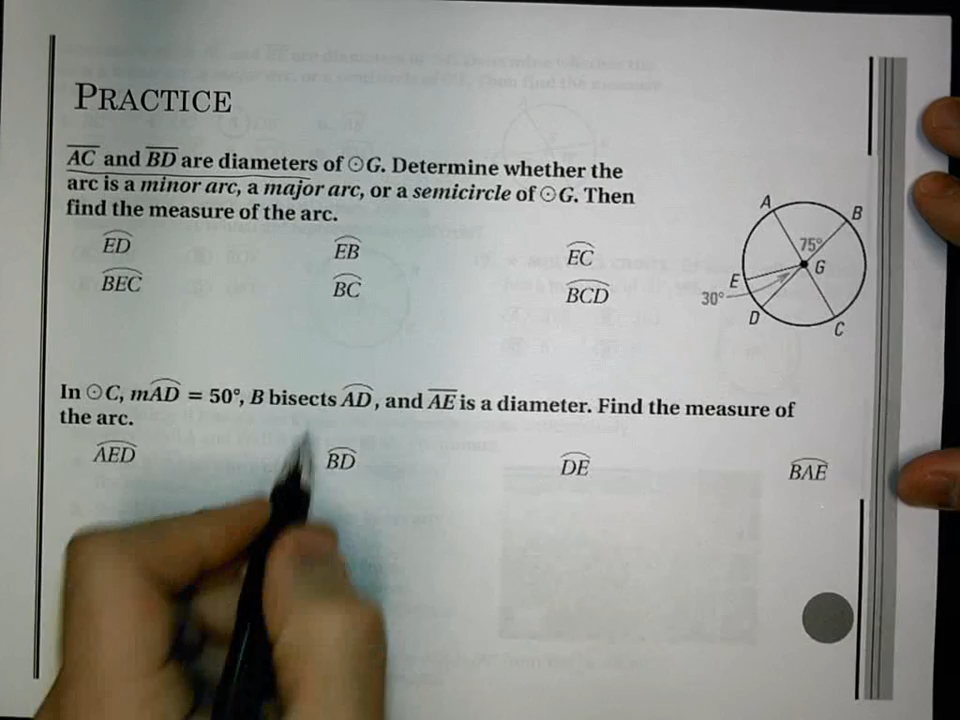 PRACTICE
AC and BD are diameters of ⊙G. Determine whether the
arc is a minor arc, a major arc, or a semicircle of ⊙G. Then
find the measure of the arc.
ED EB EC
BEC BC BCD
A
B
75°
G
E
30°
D
C
In ⊙C, mAD = 50°, B bisects AD, and AE is a diameter. Find the measure of
the arc.
AED BD DE BAE